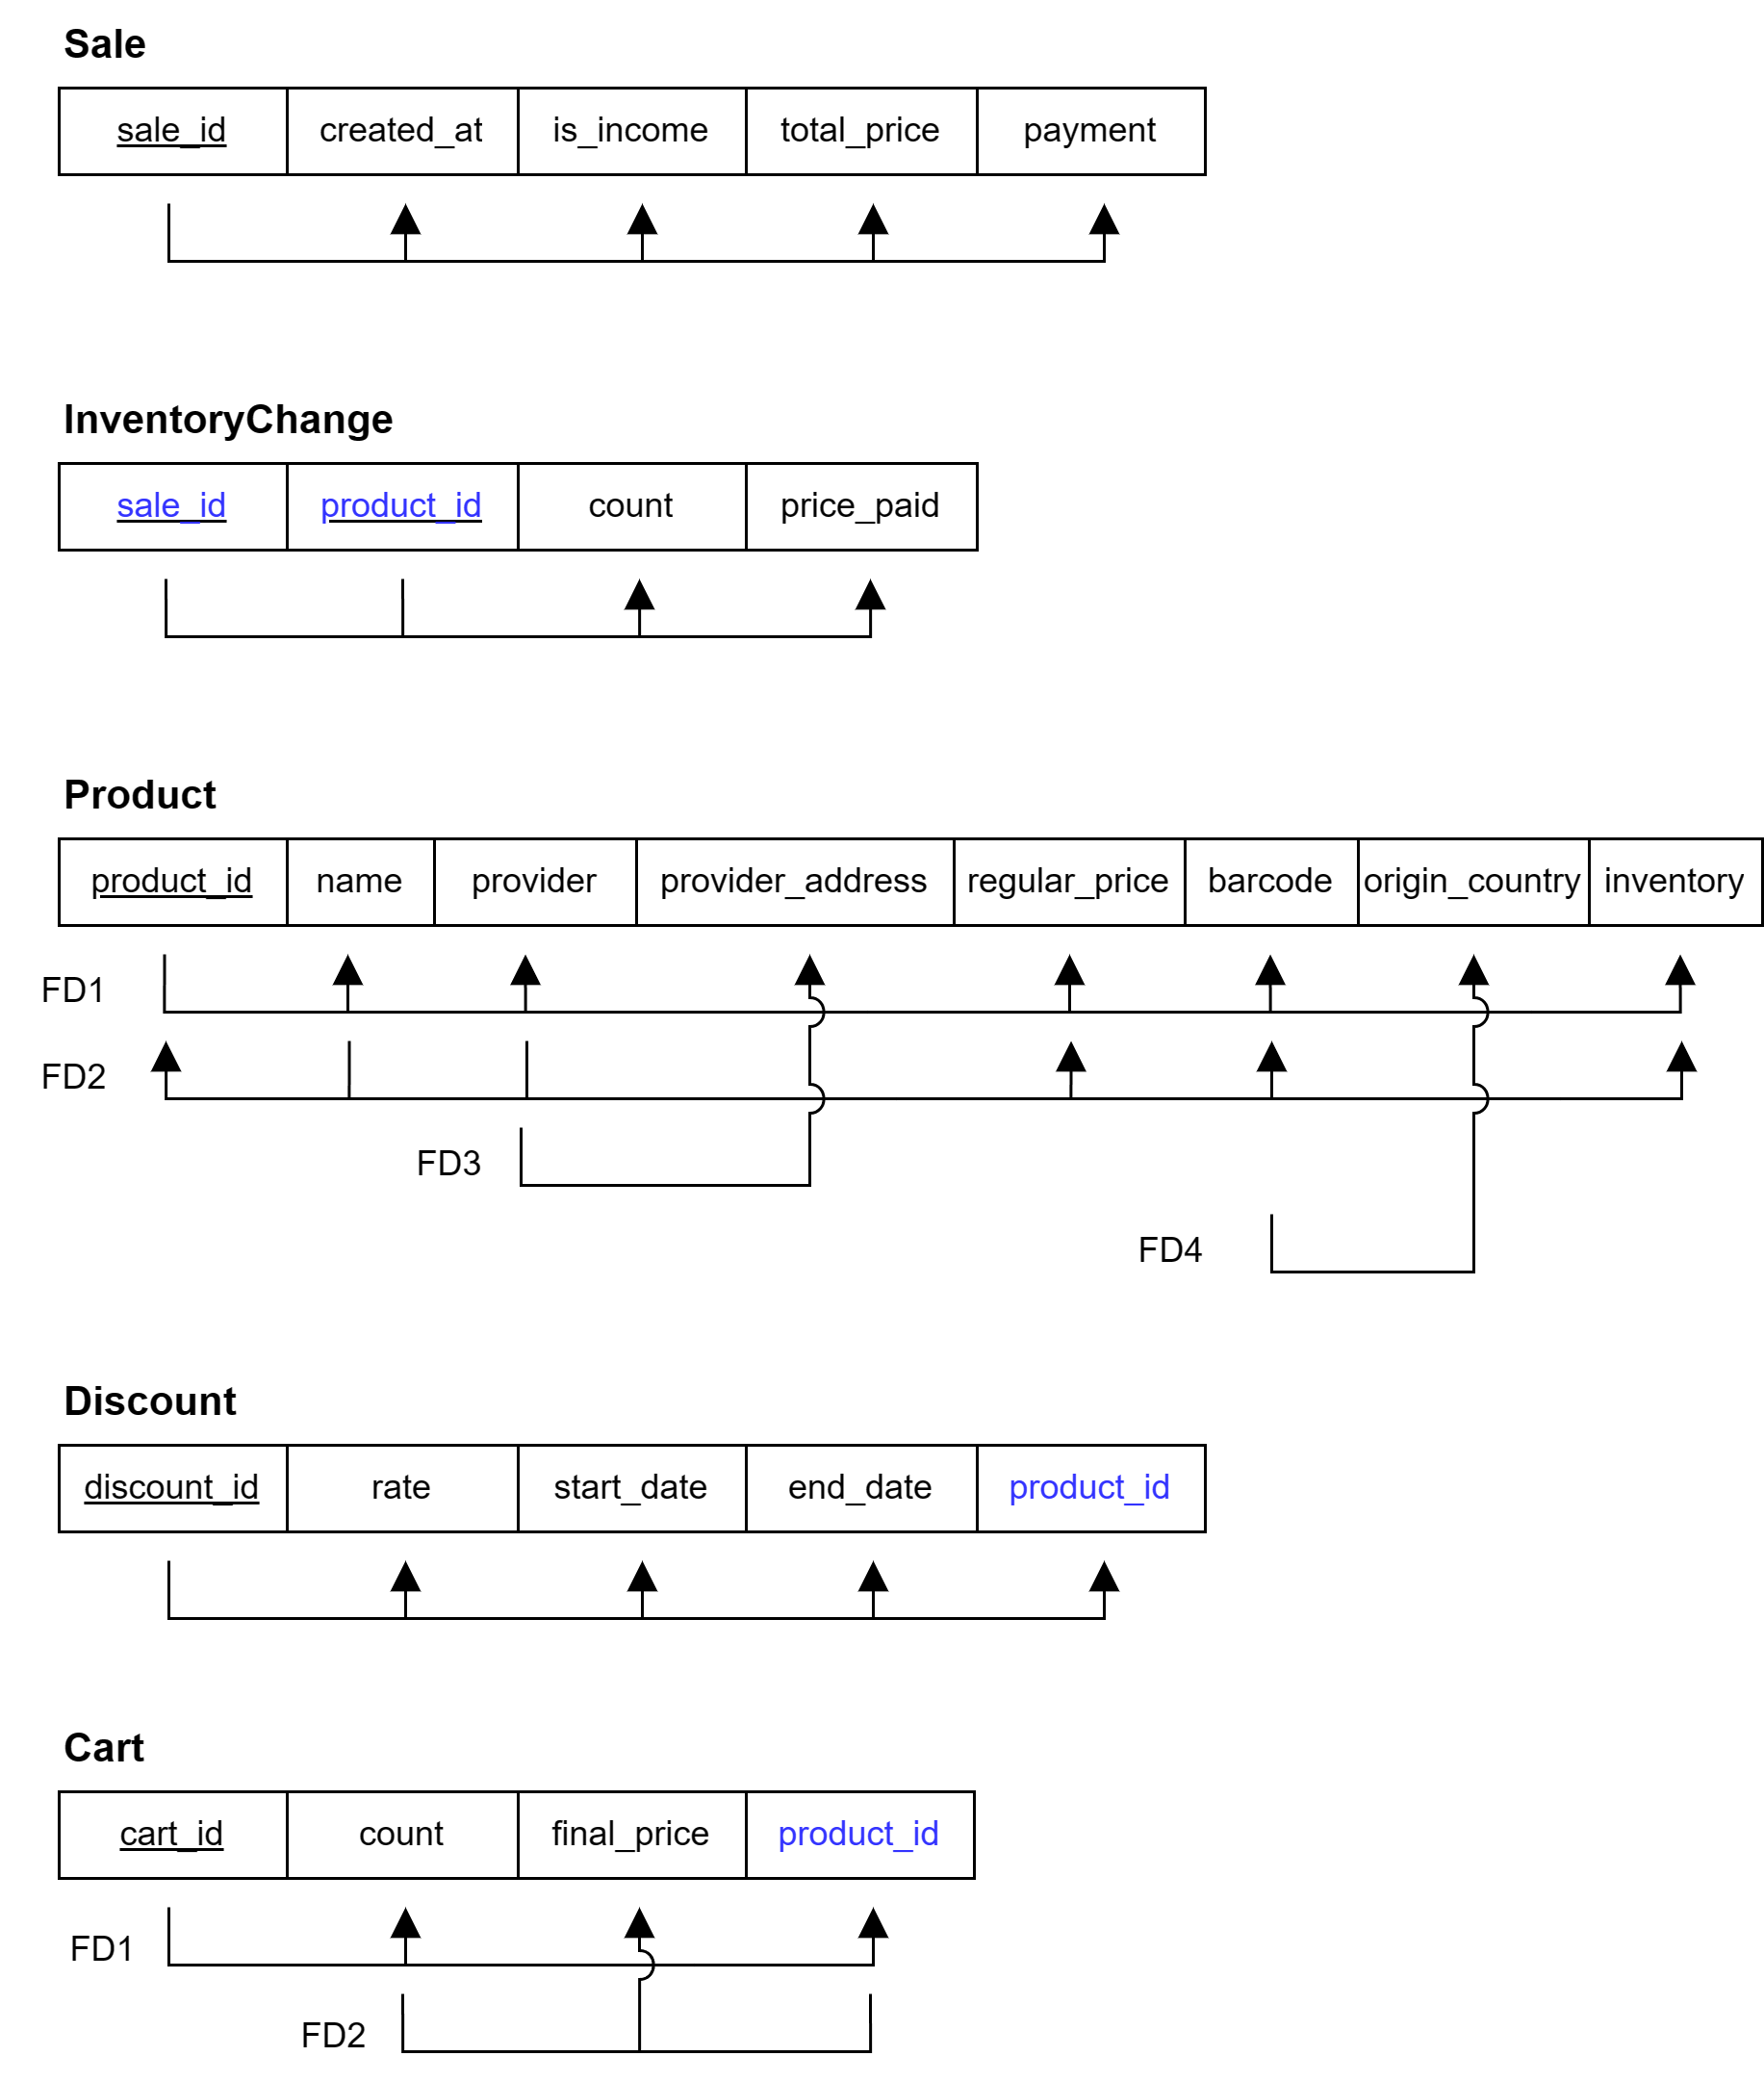 Sale
sale_id created_at is_income total_price payment
InventoryChange
sale_id product_id count price_paid
Product
product_id name provider provider_address regular_price barcode origin_country inventory
FD1
FD2
FD3
FD4
Discount
discount_id rate start_date end_date product_id
Cart
cart_id count final_price product_id
FD1
FD2